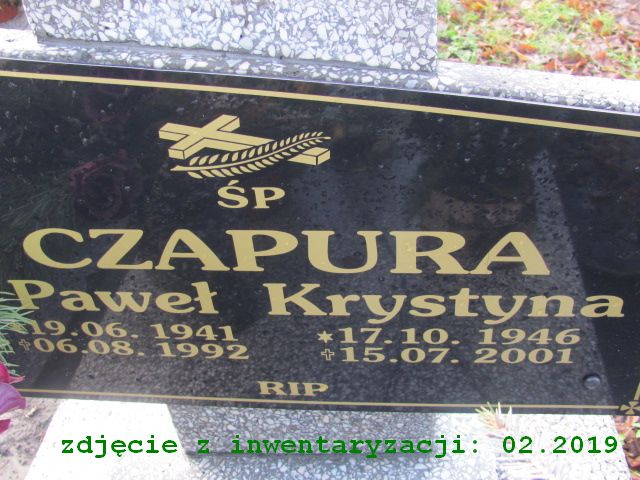 ŚP
CZAPURA
Paweł Krystyna
19.06.1941 ✶17.10.1946
✝06.08.1992 ✝15.07.2001
RIP
zdjęcie z inwentaryzacji: 02.2019